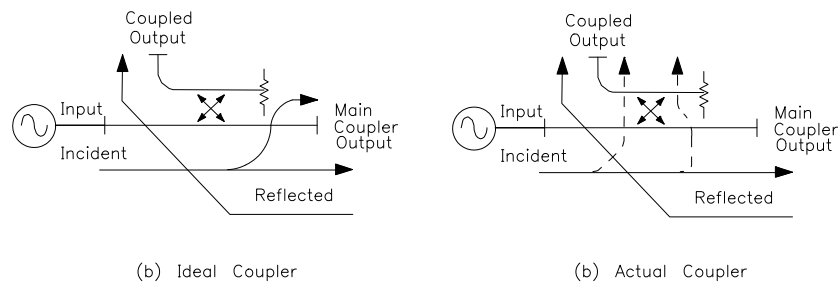 Coupled
Output
Input
Incident
Main
Coupler
Output
Reflected
(b) Ideal Coupler
Coupled
Output
Input
Incident
Main
Coupler
Output
Reflected
(b) Actual Coupler